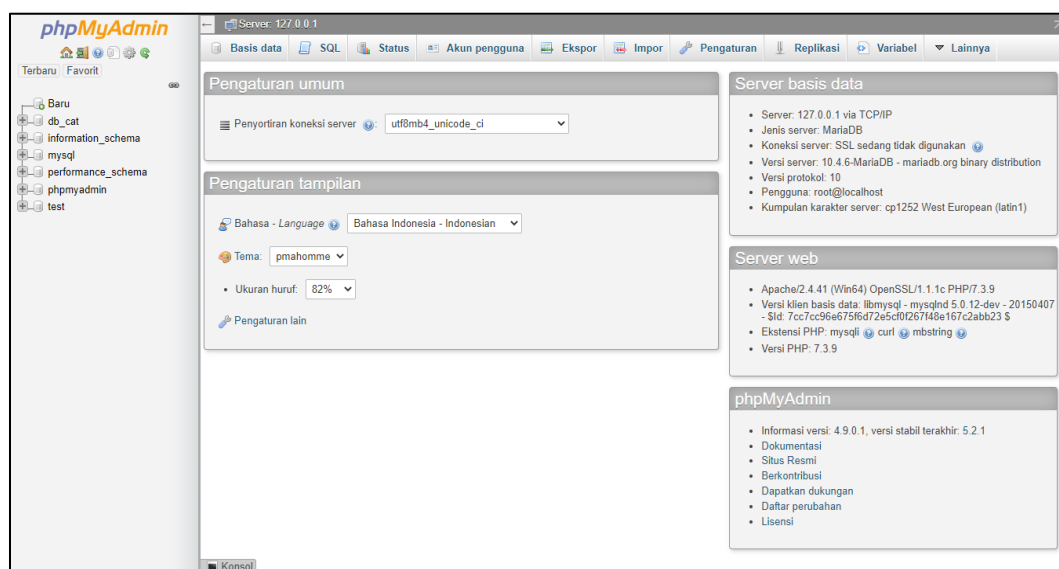 phpMyAdmin
Terbaru Favorit
Baru
db_cat
information_schema
mysql
performance_schema
phpmyadmin
test
Server: 127.0.0.1
Basis data SQL Status Akun pengguna Ekspor Impor Pengaturan Replikasi Variabel Lainnya
Pengaturan umum
Penyortiran koneksi server : utf8mb4_unicode_ci
Pengaturan tampilan
Bahasa - Language Bahasa Indonesia - Indonesian
Tema: pmahomme
• Ukuran huruf: 82%
Pengaturan lain
Server basis data
• Server: 127.0.0.1 via TCP/IP
• Jenis server: MariaDB
• Koneksi server: SSL sedang tidak digunakan
• Versi server: 10.4.6-MariaDB - mariadb.org binary distribution
• Versi protokol: 10
• Pengguna: root@localhost
• Kumpulan karakter server: cp1252 West European (latin1)
Server web
• Apache/2.4.41 (Win64) OpenSSL/1.1.1c PHP/7.3.9
• Versi klien basis data: libmysql - mysqlnd 5.0.12-dev - 20150407
- $Id: 7cc7cc96e675f6d72e5cf0f267f48e167c2abb23 $
• Ekstensi PHP: mysqli curl mbstring
• Versi PHP: 7.3.9
phpMyAdmin
• Informasi versi: 4.9.0.1, versi stabil terakhir: 5.2.1
• Dokumentasi
• Situs Resmi
• Berkontribusi
• Dapatkan dukungan
• Daftar perubahan
• Lisensi
Konsol